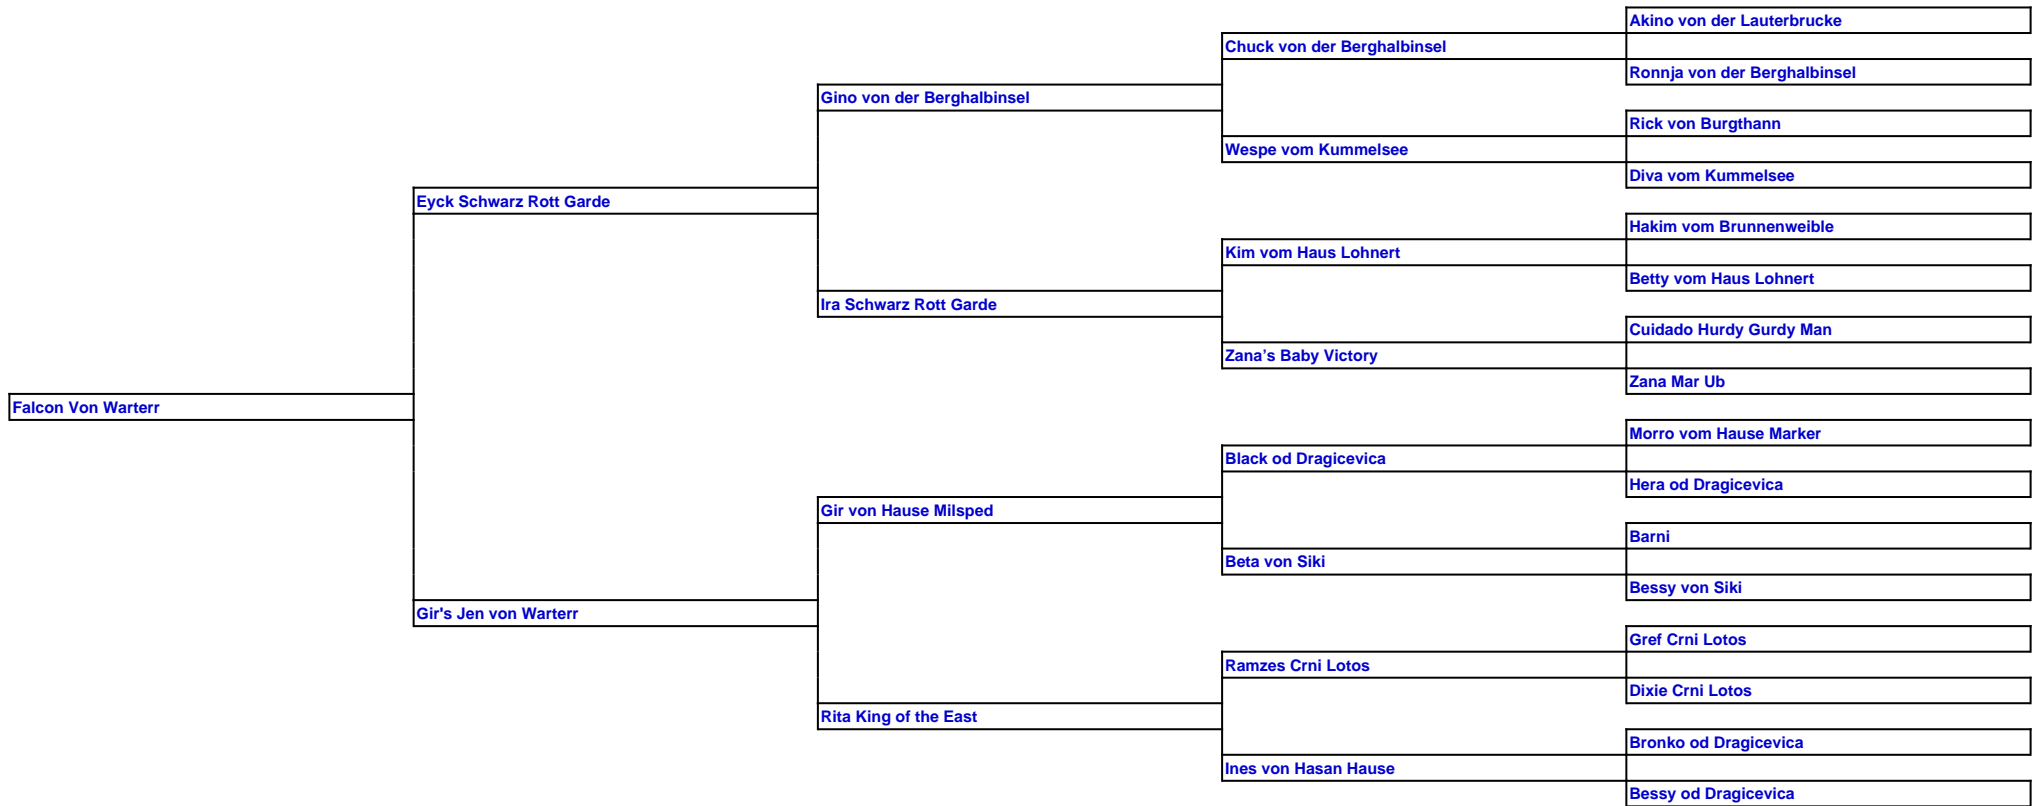 Akino von der Lauterbrucke
Chuck von der Berghalbinsel
Ronnja von der Berghalbinsel
Gino von der Berghalbinsel
Rick von Burgthann
Wespe vom Kummelsee
Diva vom Kummelsee
Eyck Schwarz Rott Garde
Hakim vom Brunnenweible
Kim vom Haus Lohnert
Betty vom Haus Lohnert
Ira Schwarz Rott Garde
Cuidado Hurdy Gurdy Man
Zana’s Baby Victory
Zana Mar Ub
Falcon Von Warterr
Morro vom Hause Marker
Black od Dragicevica
Hera od Dragicevica
Gir von Hause Milsped
Barni
Beta von Siki
Bessy von Siki
Gir's Jen von Warterr
Gref Crni Lotos
Ramzes Crni Lotos
Dixie Crni Lotos
Rita King of the East
Bronko od Dragicevica
Ines von Hasan Hause
Bessy od Dragicevica